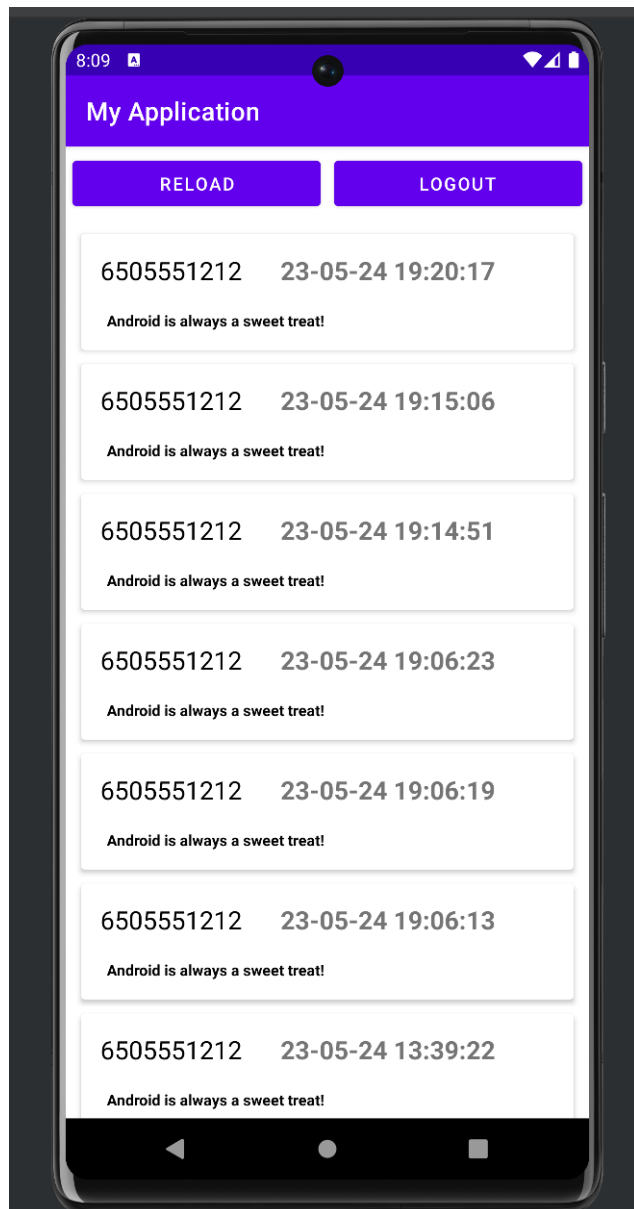 8:09
My Application
RELOAD LOGOUT
6505551212 23-05-24 19:20:17
Android is always a sweet treat!
6505551212 23-05-24 19:15:06
Android is always a sweet treat!
6505551212 23-05-24 19:14:51
Android is always a sweet treat!
6505551212 23-05-24 19:06:23
Android is always a sweet treat!
6505551212 23-05-24 19:06:19
Android is always a sweet treat!
6505551212 23-05-24 19:06:13
Android is always a sweet treat!
6505551212 23-05-24 13:39:22
Android is always a sweet treat!